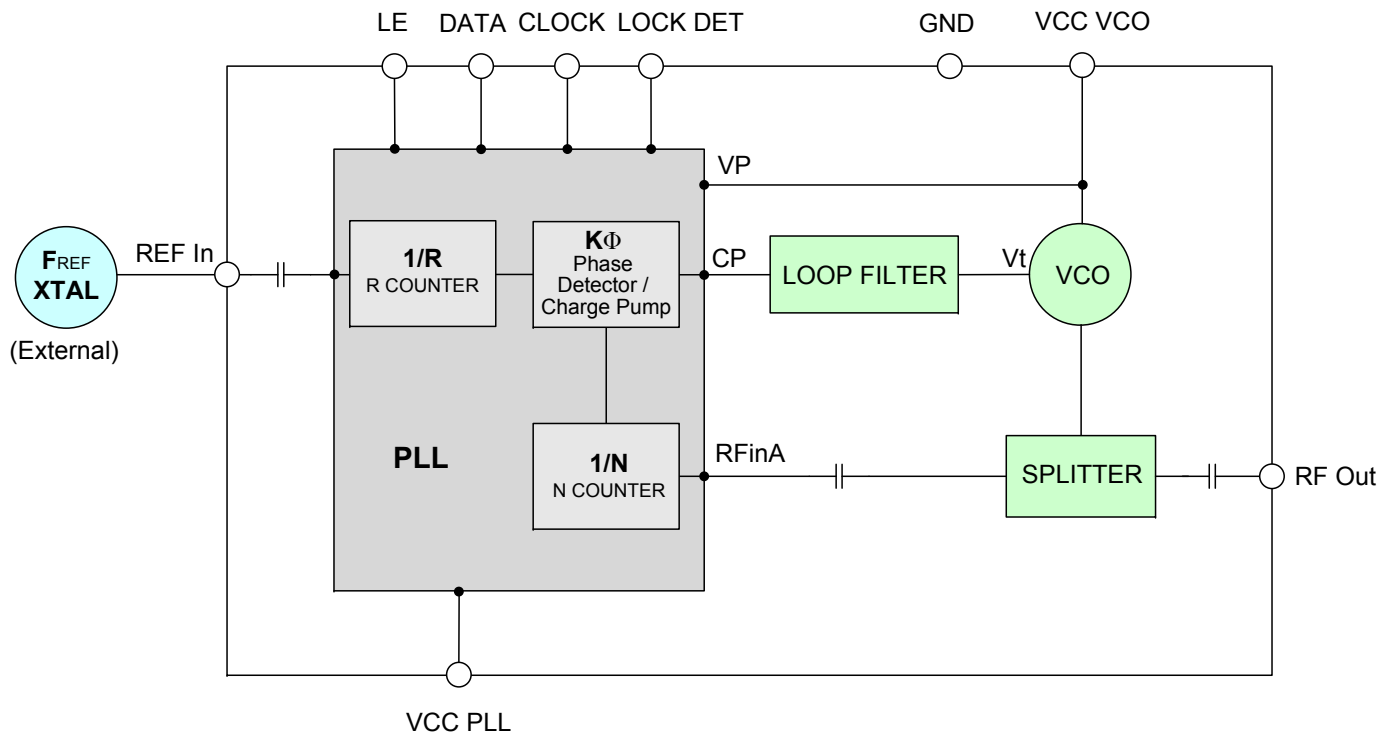 LE DATA CLOCK LOCK DET GND VCC VCO
VP
FREF
XTAL
(External)
REF In
1/R
R COUNTER
KΦ
Phase
Detector /
Charge Pump
CP
LOOP FILTER
Vt
VCO
PLL
1/N
N COUNTER
RFinA
SPLITTER
RF Out
VCC PLL